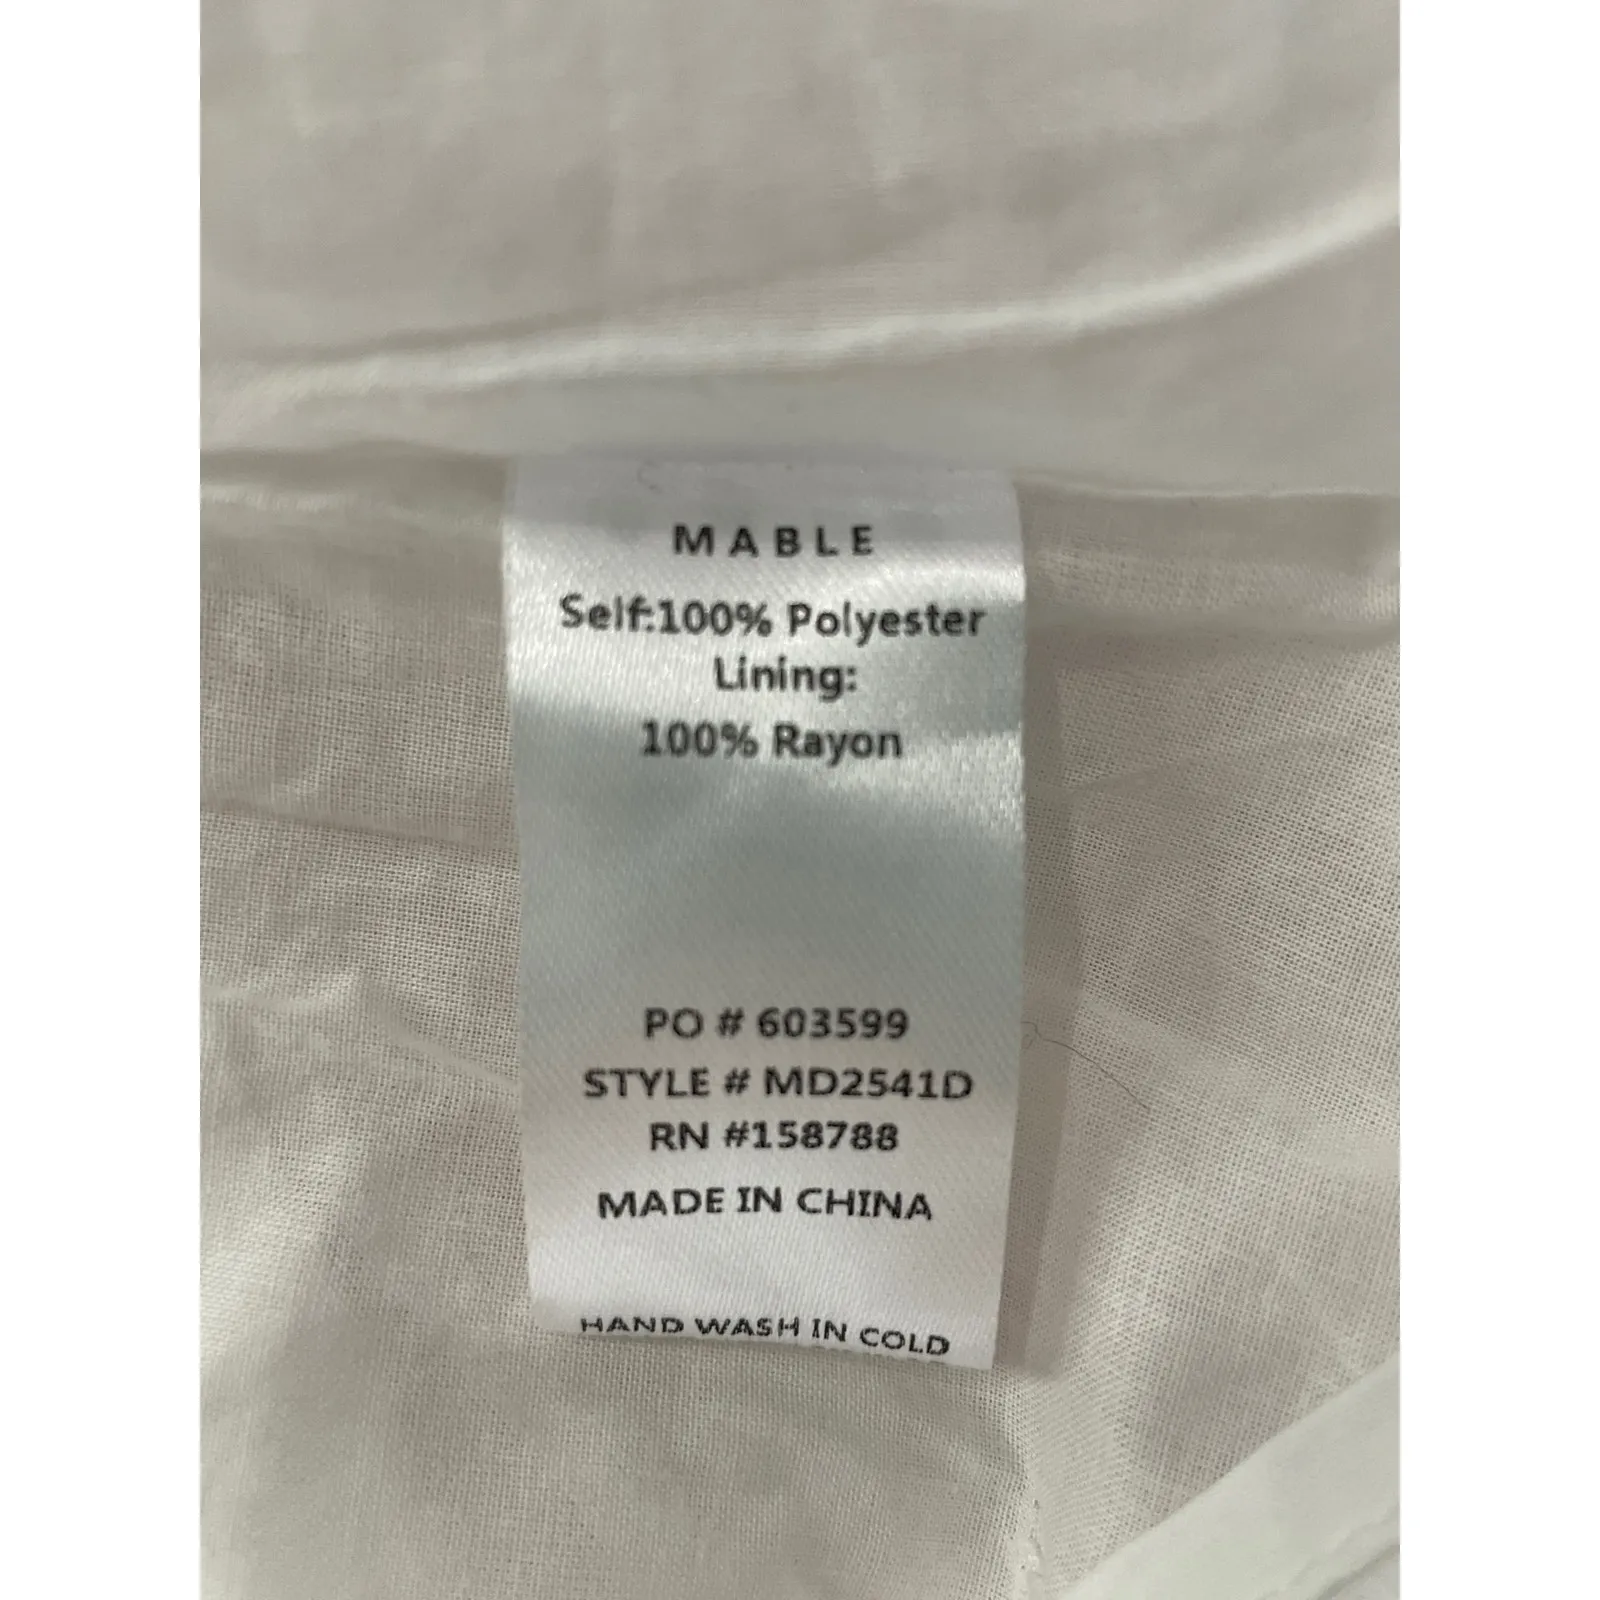 MABLE
Self:100% Polyester
Lining:
100% Rayon
PO # 603599
STYLE # MD2541D
RN #158788
MADE IN CHINA
HAND WASH IN COLD